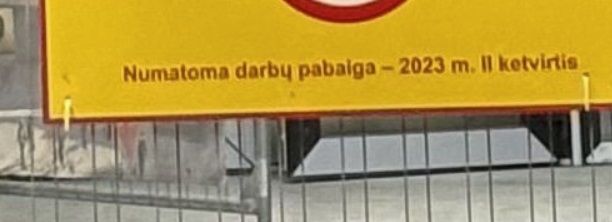 Numatoma darbų pabaiga – 2023 m. II ketvirtis